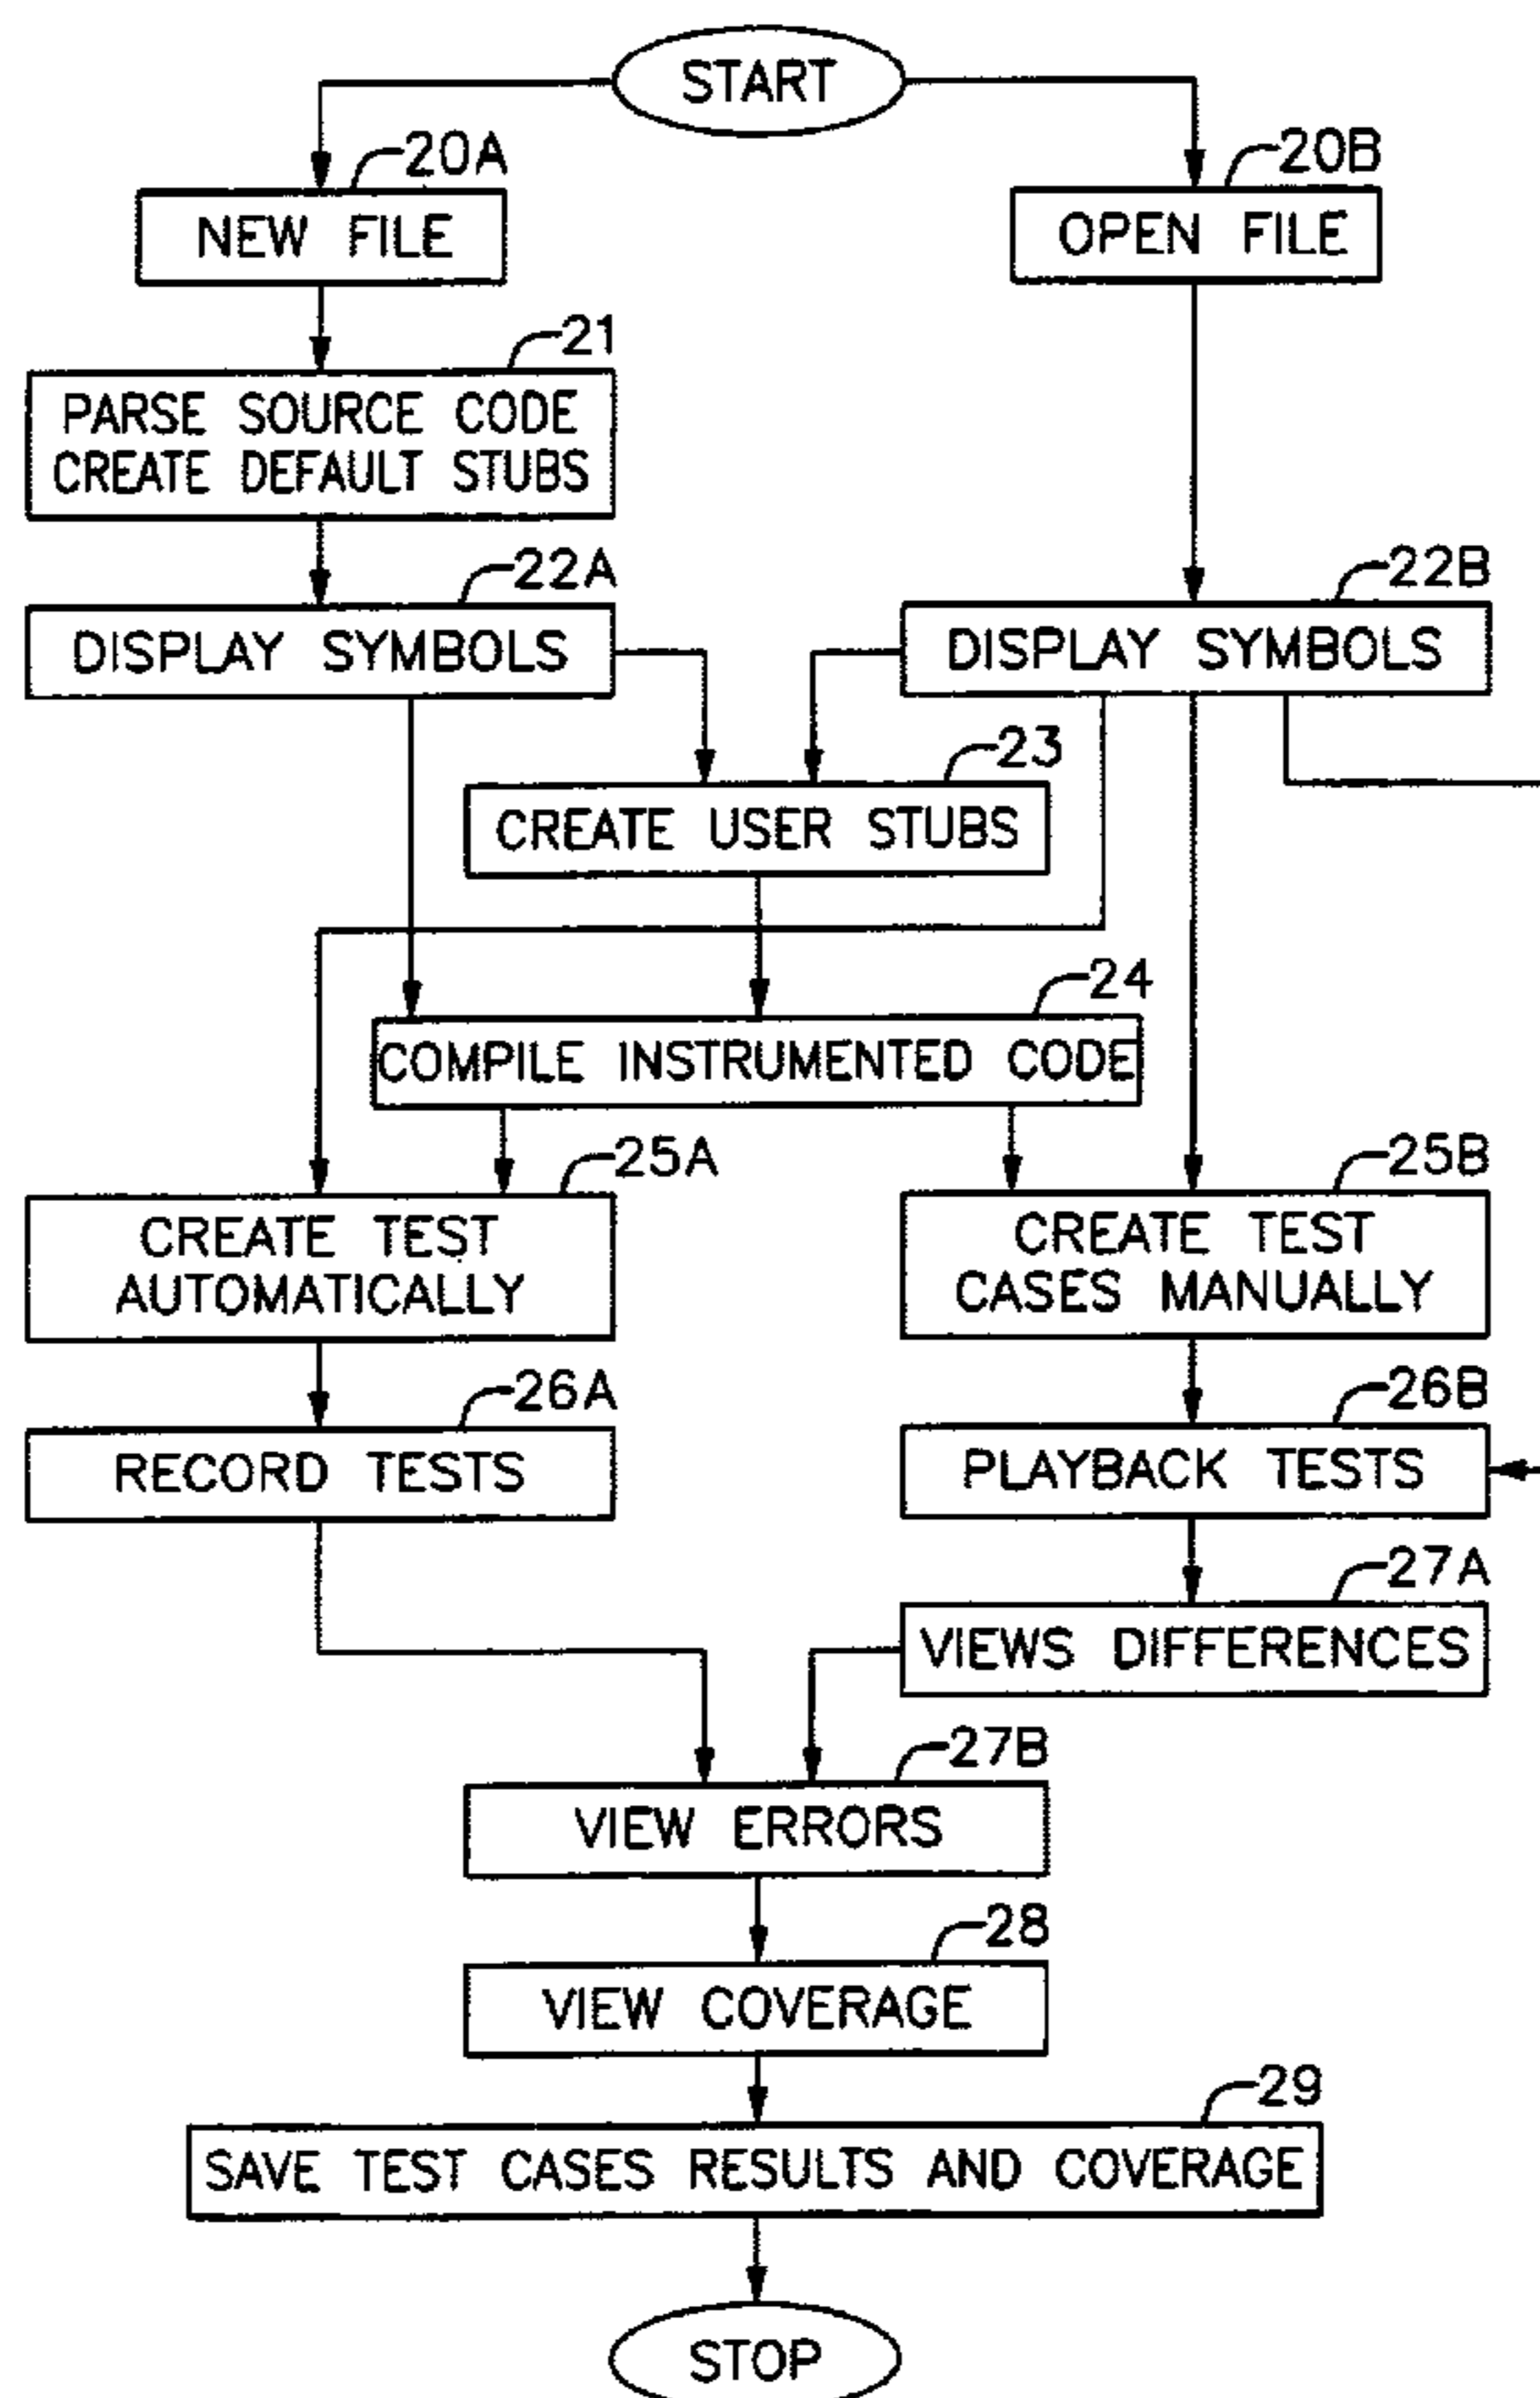 START
20A
20B
NEW FILE
OPEN FILE
21
PARSE SOURCE CODE
CREATE DEFAULT STUBS
22A
22B
DISPLAY SYMBOLS
DISPLAY SYMBOLS
23
CREATE USER STUBS
24
COMPILE INSTRUMENTED CODE
25A
25B
CREATE TEST
AUTOMATICALLY
CREATE TEST
CASES MANUALLY
26A
26B
RECORD TESTS
PLAYBACK TESTS
27A
VIEWS DIFFERENCES
27B
VIEW ERRORS
28
VIEW COVERAGE
29
SAVE TEST CASES RESULTS AND COVERAGE
STOP